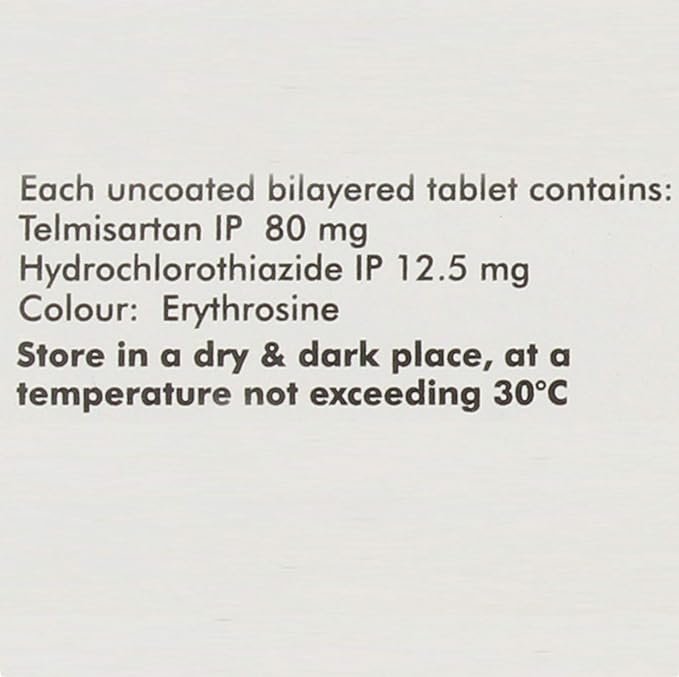 Each uncoated bilayered tablet contains:
Telmisartan IP 80 mg
Hydrochlorothiazide IP 12.5 mg
Colour: Erythrosine
Store in a dry & dark place, at a
temperature not exceeding 30°C